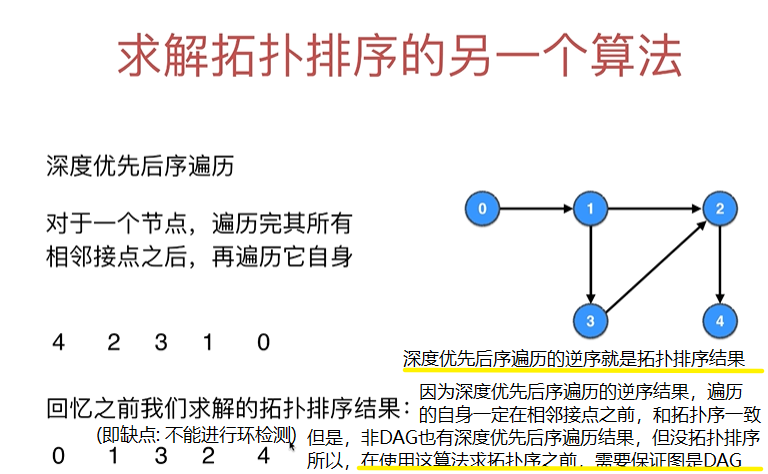 求解拓扑排序的另一个算法
深度优先后序遍历
对于一个节点，遍历完其所有
相邻接点之后，再遍历它自身
0 1 2
3 4
4 2 3 1 0
深度优先后序遍历的逆序就是拓扑排序结果
回忆之前我们求解的拓扑排序结果：
(即缺点: 不能进行环检测)
0 1 3 2 4
因为深度优先后序遍历的逆序结果，遍历
的自身一定在相邻接点之前，和拓扑序一致
但是，非DAG也有深度优先后序遍历结果，但没拓扑排序
所以，在使用这算法求拓扑序之前，需要保证图是DAG